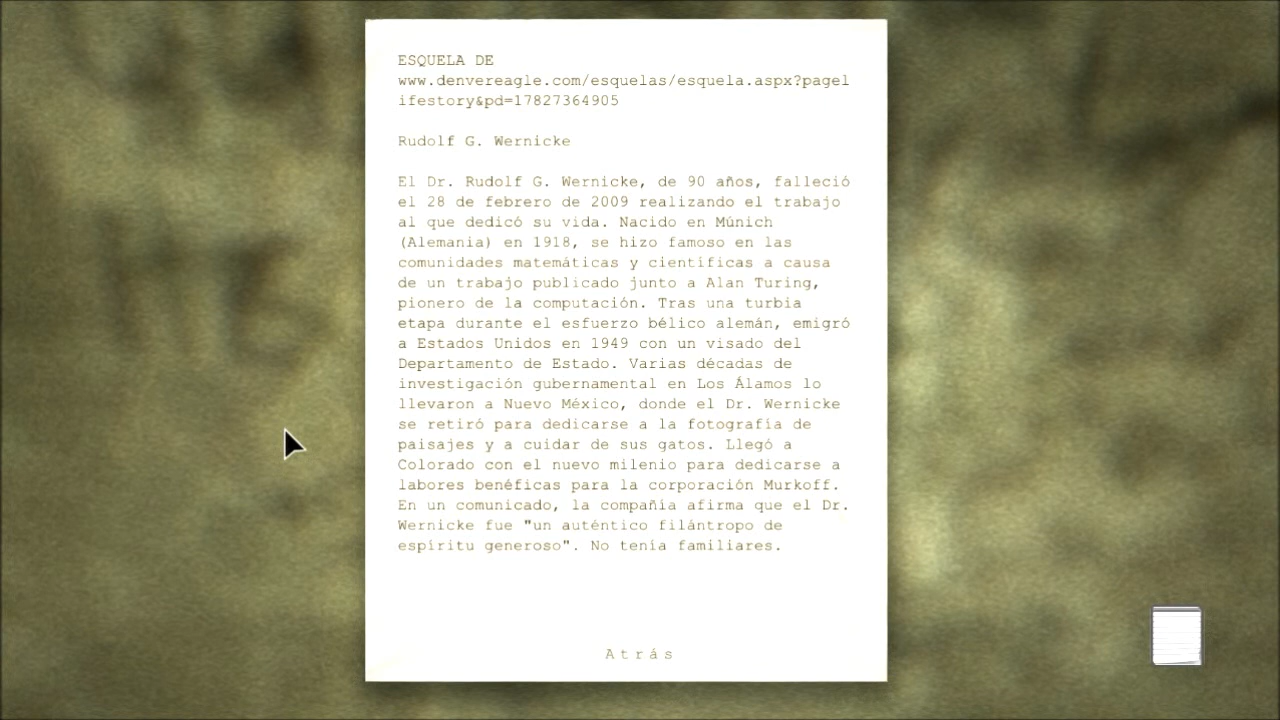 ESQUELA DE
www.denvereagle.com/esquelas/esquela.aspx?pagel
ifestory&pd=17827364905
Rudolf G. Wernicke
El Dr. Rudolf G. Wernicke, de 90 años, falleció
el 28 de febrero de 2009 realizando el trabajo
al que dedicó su vida. Nacido en Múnich
(Alemania) en 1918, se hizo famoso en las
comunidades matemáticas y científicas a causa
de un trabajo publicado junto a Alan Turing,
pionero de la computación. Tras una turbia
etapa durante el esfuerzo bélico alemán, emigró
a Estados Unidos en 1949 con un visado del
Departamento de Estado. Varias décadas de
investigación gubernamental en Los Álamos lo
llevaron a Nuevo México, donde el Dr. Wernicke
se retiró para dedicarse a la fotografía de
paisajes y a cuidar de sus gatos. Llegó a
Colorado con el nuevo milenio para dedicarse a
labores benéficas para la corporación Murkoff.
En un comunicado, la compañía afirma que el Dr.
Wernicke fue "un auténtico filántropo de
espíritu generoso". No tenía familiares.
Atrás